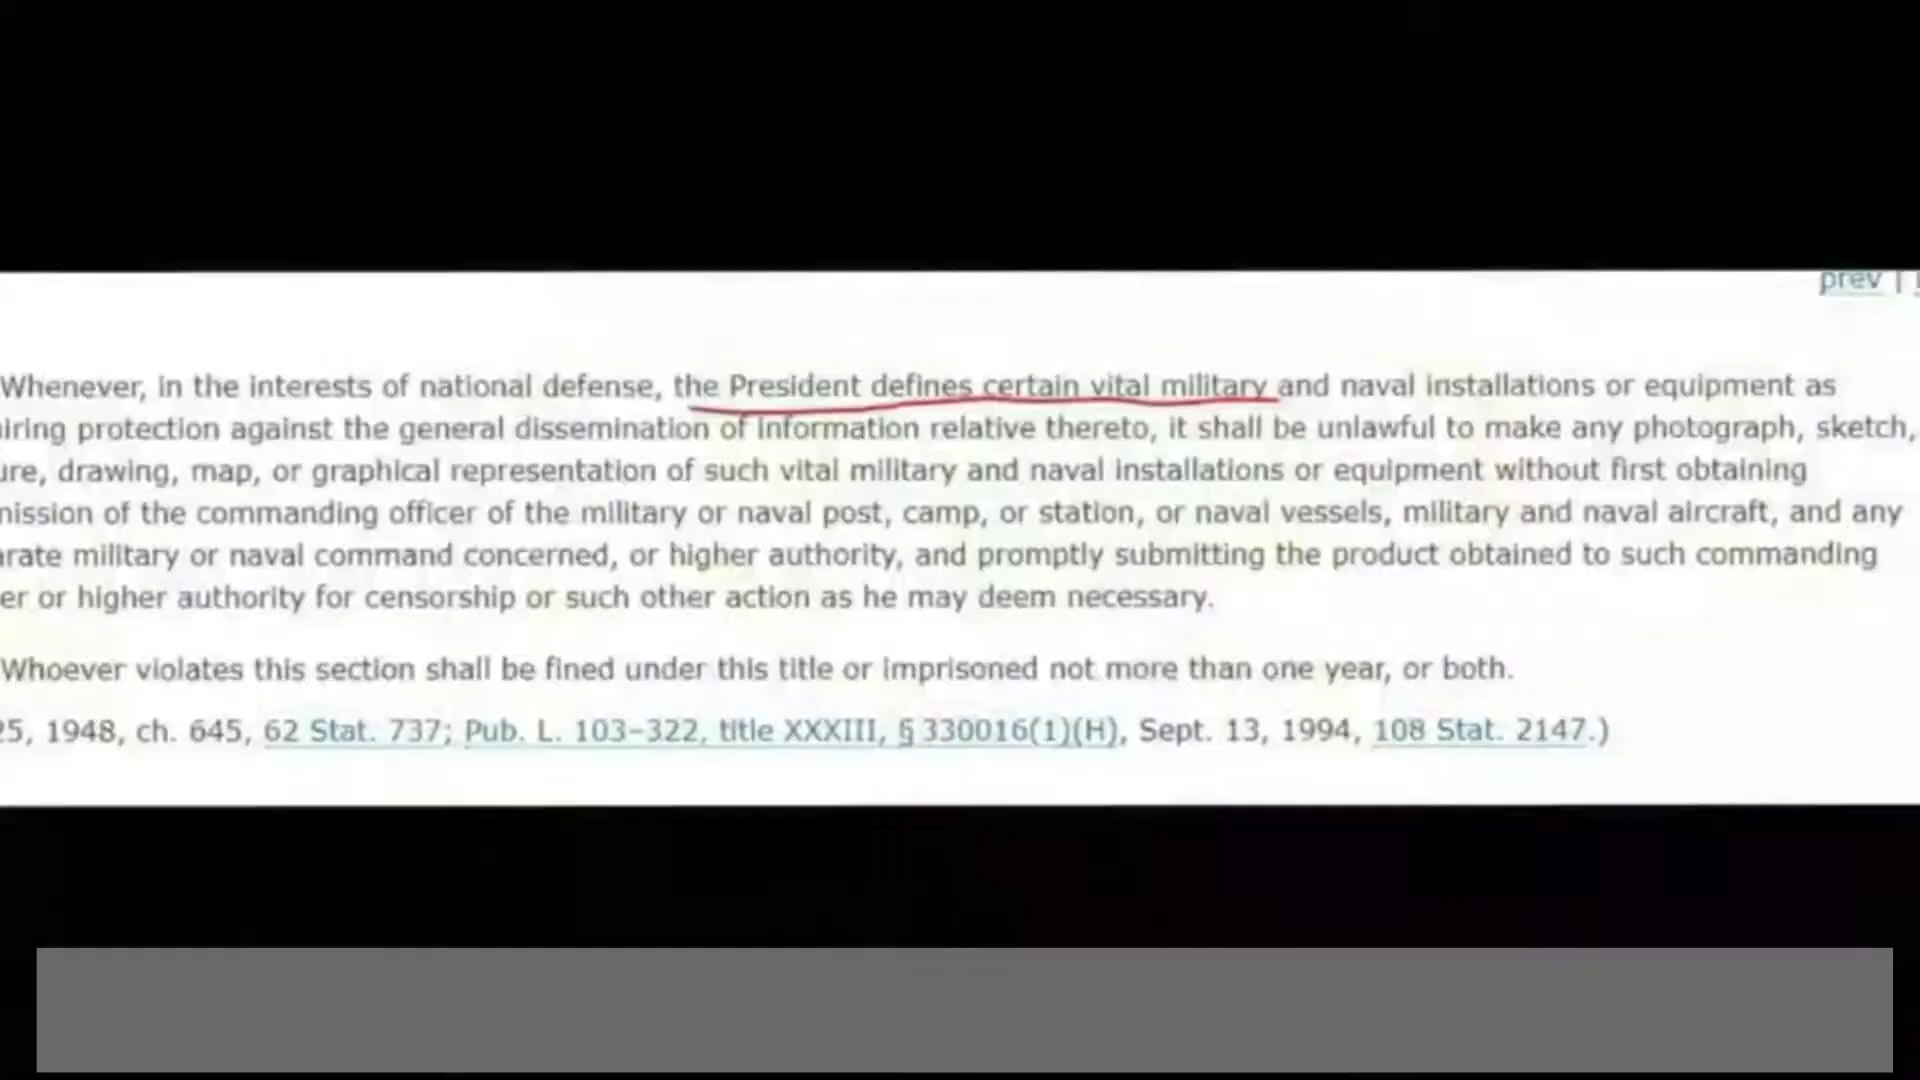 prev |
Whenever, in the interests of national defense, the President defines certain vital military and naval installations or equipment as
iring protection against the general dissemination of information relative thereto, it shall be unlawful to make any photograph, sketch,
ure, drawing, map, or graphical representation of such vital military and naval installations or equipment without first obtaining
nission of the commanding officer of the military or naval post, camp, or station, or naval vessels, military and naval aircraft, and any
arate military or naval command concerned, or higher authority, and promptly submitting the product obtained to such commanding
er or higher authority for censorship or such other action as he may deem necessary.
Whoever violates this section shall be fined under this title or imprisoned not more than one year, or both.
25, 1948, ch. 645, 62 Stat. 737; Pub. L. 103–322, title XXXIII, § 330016(1)(H), Sept. 13, 1994, 108 Stat. 2147.)